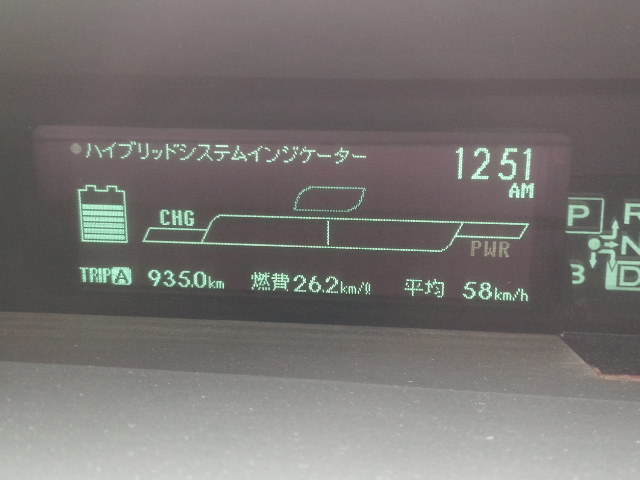 ハイブリッドシステムインジケーター 12:51
AM
CHG
PWR
TRIP A 935.0km 燃費 26.2km/ℓ 平均 58km/h
P R
N
B D